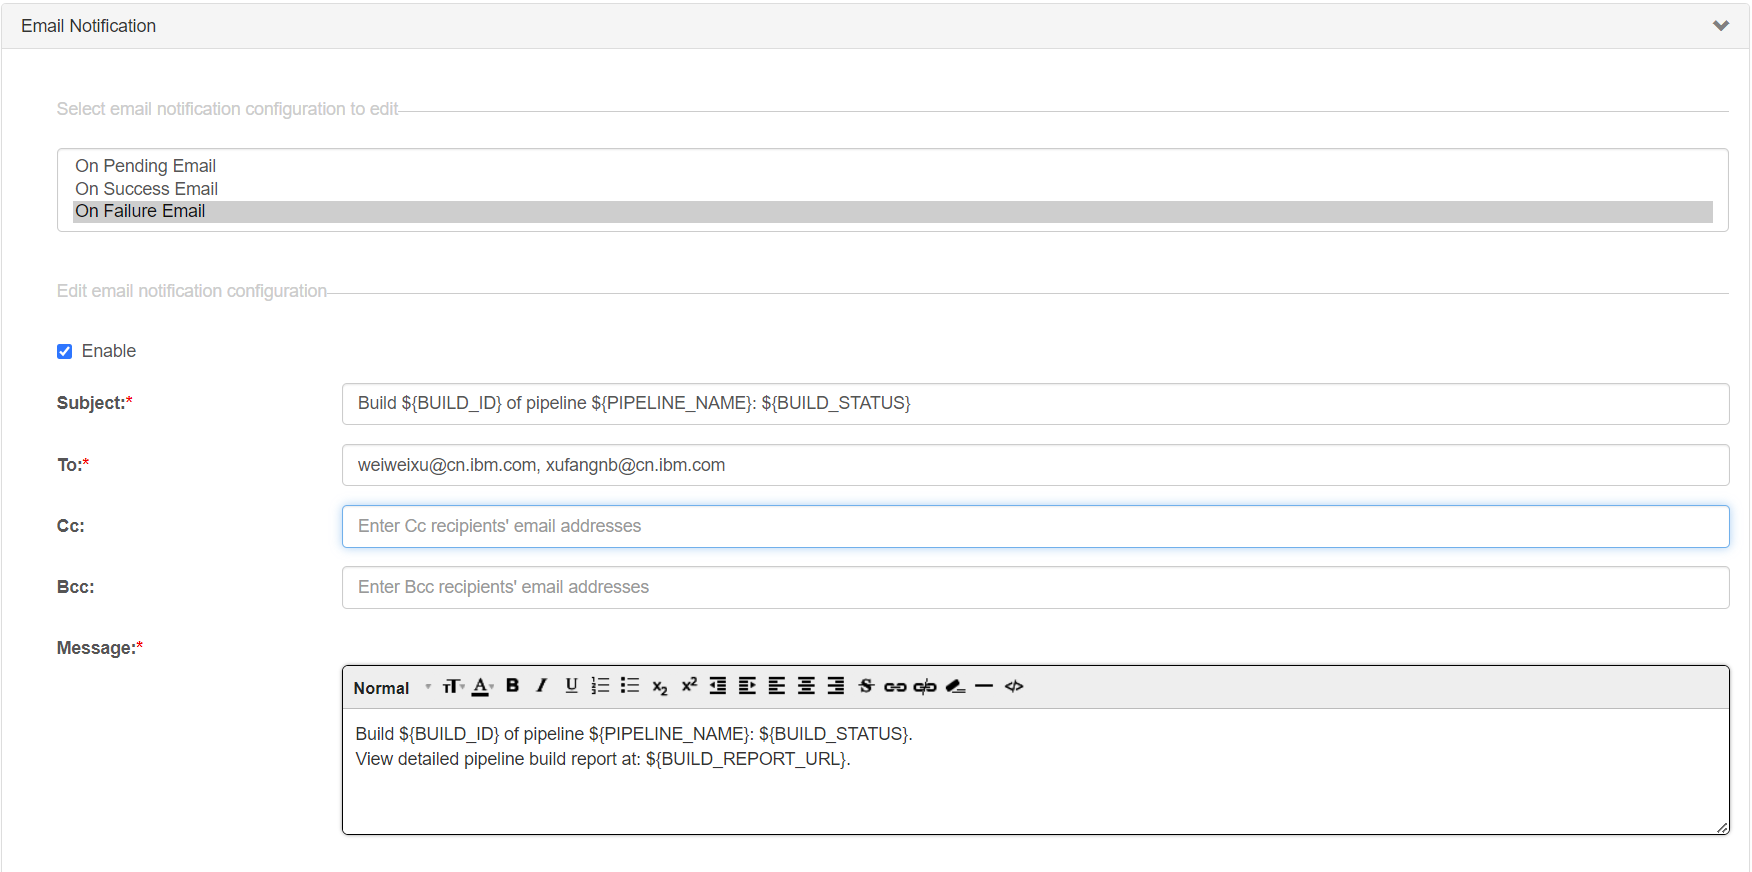 Email Notification
Select email notification configuration to edit
On Pending Email
On Success Email
On Failure Email
Edit email notification configuration
Enable
Subject:*
Build ${BUILD_ID} of pipeline ${PIPELINE_NAME}: ${BUILD_STATUS}
To:*
weiweixu@cn.ibm.com, xufangnb@cn.ibm.com
Cc:
Enter Cc recipients' email addresses
Bcc:
Enter Bcc recipients' email addresses
Message:*
Normal
Build ${BUILD_ID} of pipeline ${PIPELINE_NAME}: ${BUILD_STATUS}.
View detailed pipeline build report at: ${BUILD_REPORT_URL}.